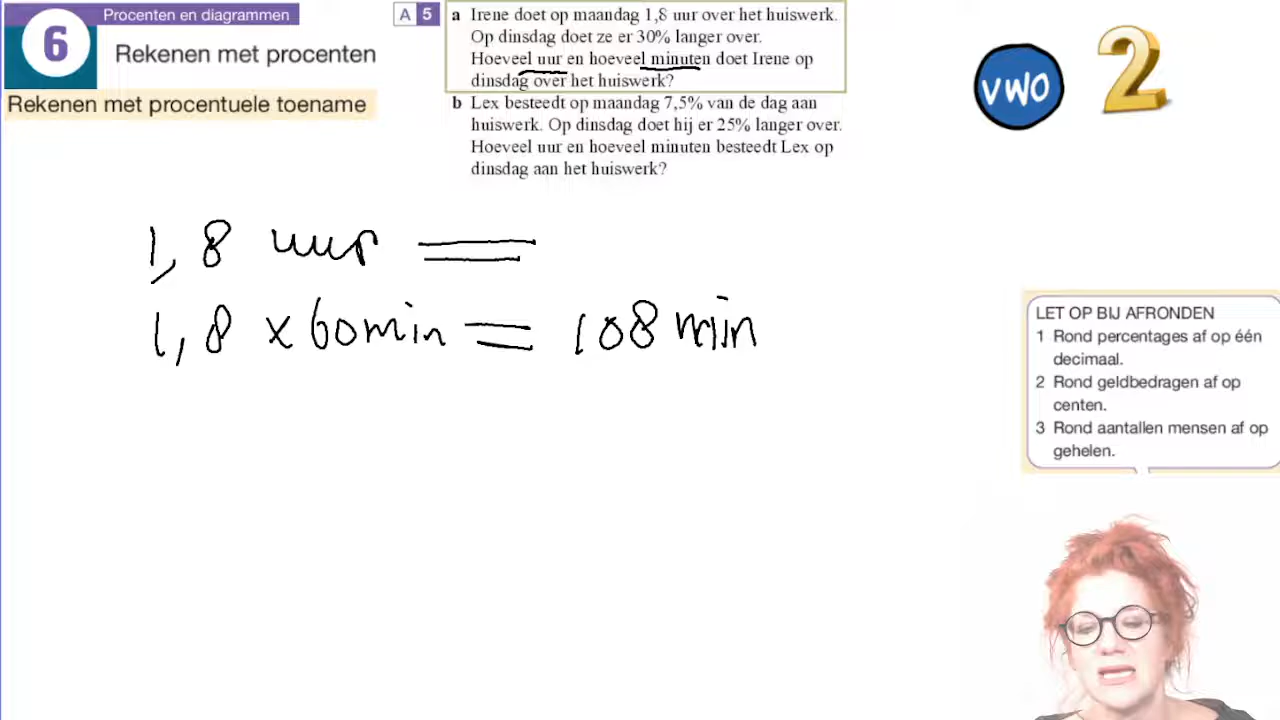 6
Procenten en diagrammen
Rekenen met procenten
Rekenen met procentuele toename
A 5
a Irene doet op maandag 1,8 uur over het huiswerk.
Op dinsdag doet ze er 30% langer over.
Hoeveel uur en hoeveel minuten doet Irene op
dinsdag over het huiswerk?
b Lex besteedt op maandag 7,5% van de dag aan
huiswerk. Op dinsdag doet hij er 25% langer over.
Hoeveel uur en hoeveel minuten besteedt Lex op
dinsdag aan het huiswerk?
vwo 2
1,8 uur =
1,8 x 60 min = 108 min
LET OP BIJ AFRONDEN
1 Rond percentages af op één
decimaal.
2 Rond geldbedragen af op
centen.
3 Rond aantallen mensen af op
gehelen.